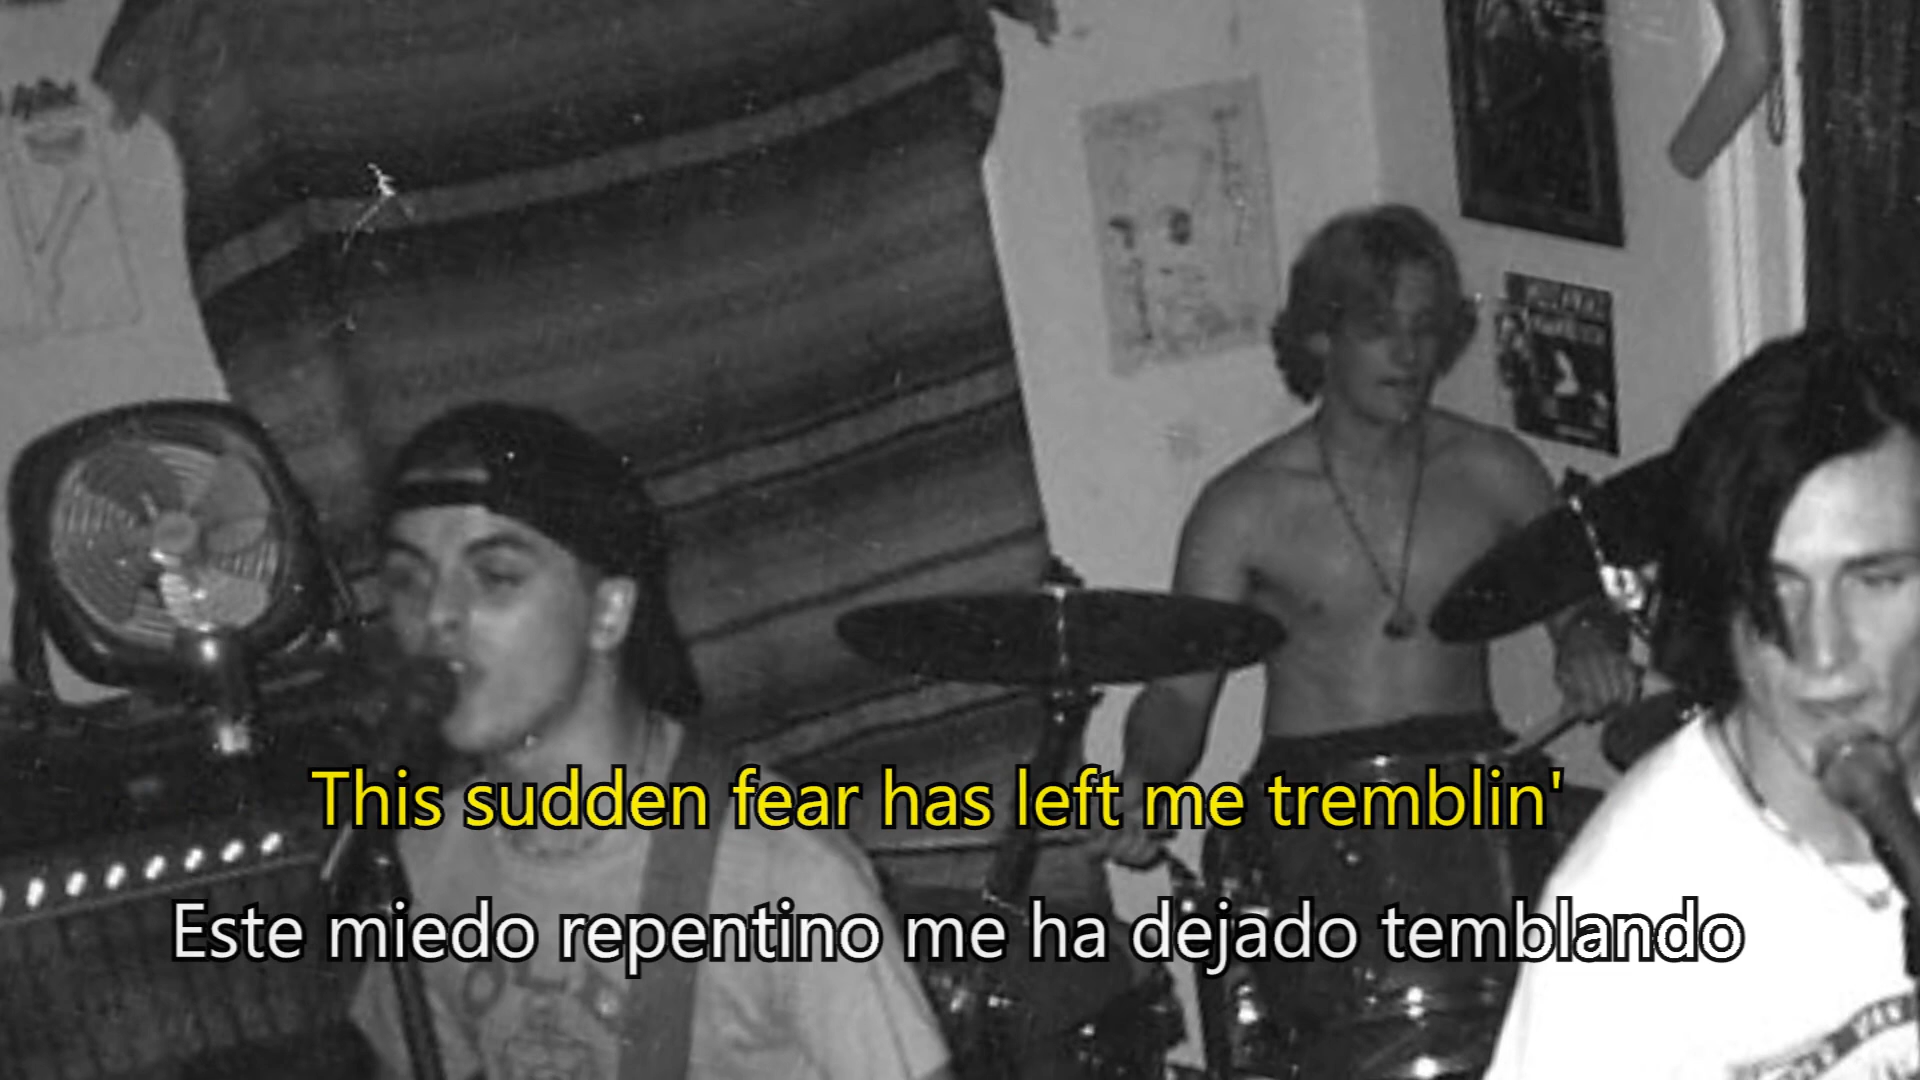 This sudden fear has left me tremblin'
Este miedo repentino me ha dejado temblando